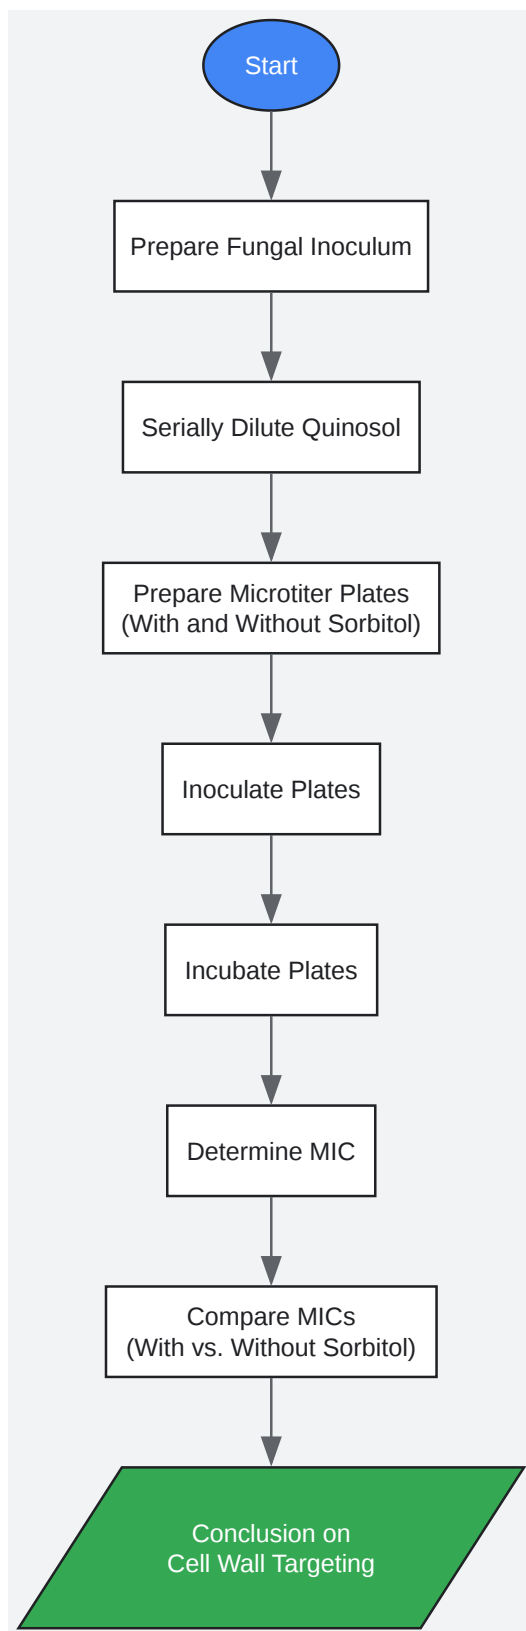 Start
Prepare Fungal Inoculum
Serially Dilute Quinosol
Prepare Microtiter Plates
(With and Without Sorbitol)
Inoculate Plates
Incubate Plates
Determine MIC
Compare MICs
(With vs. Without Sorbitol)
Conclusion on
Cell Wall Targeting